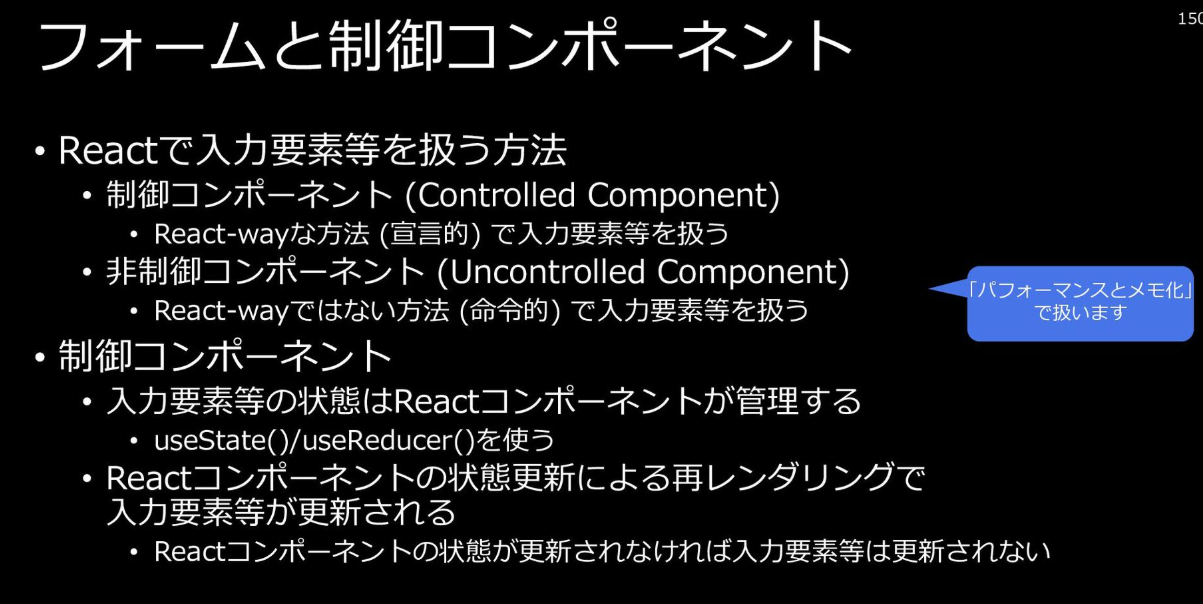 150
フォームと制御コンポーネント
• Reactで入力要素等を扱う方法
• 制御コンポーネント (Controlled Component)
• React-wayな方法 (宣言的) で入力要素等を扱う
• 非制御コンポーネント (Uncontrolled Component)
• React-wayではない方法 (命令的) で入力要素等を扱う
「パフォーマンスとメモ化」
で扱います
• 制御コンポーネント
• 入力要素等の状態はReactコンポーネントが管理する
• useState()/useReducer()を使う
• Reactコンポーネントの状態更新による再レンダリングで
入力要素等が更新される
• Reactコンポーネントの状態が更新されなければ入力要素等は更新されない